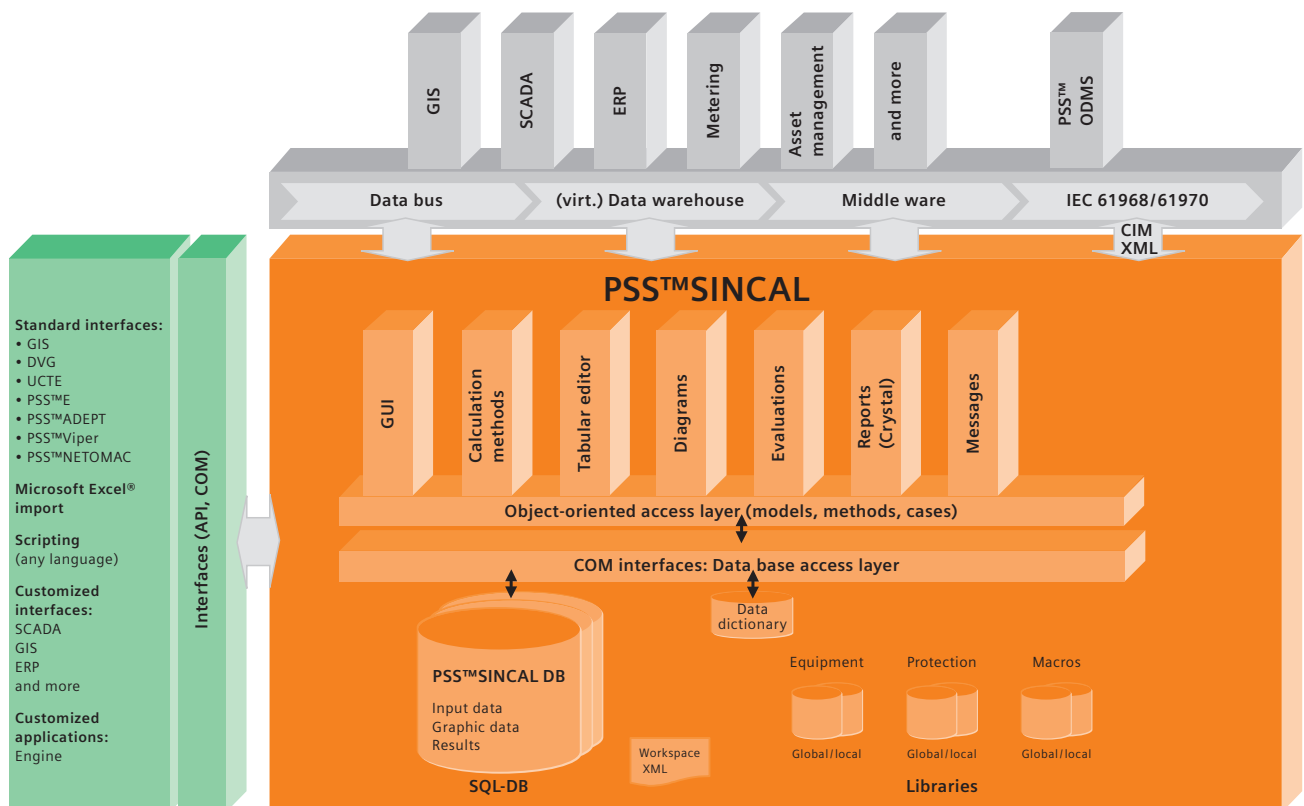 GIS
SCADA
ERP
Metering
Asset
management
and more
PSS™
ODMS
Data bus
(virt.) Data warehouse
Middle ware
IEC 61968/61970
CIM
XML
Standard interfaces:
• GIS
• DVG
• UCTE
• PSS™E
• PSS™ADEPT
• PSS™Viper
• PSS™NETOMAC
Microsoft Excel®
import
Scripting
(any language)
Customized
interfaces:
SCADA
GIS
ERP
and more
Customized
applications:
Engine
Interfaces (API, COM)
PSS™SINCAL
GUI
Calculation
methods
Tabular editor
Diagrams
Evaluations
Reports
(Crystal)
Messages
Object-oriented access layer (models, methods, cases)
COM interfaces: Data base access layer
Data
dictionary
PSS™SINCAL DB
Input data
Graphic data
Results
SQL-DB
Workspace
XML
Equipment
Protection
Macros
Global/local
Global/local
Global/local
Libraries